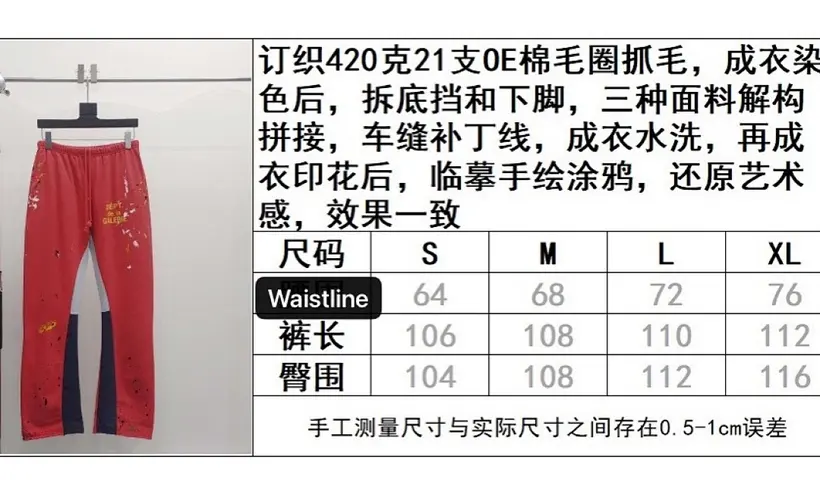 订织420克21支OE棉毛圈抓毛，成衣染
色后，拆底挡和下脚，三种面料解构
拼接，车缝补丁线，成衣水洗，再成
衣印花后，临摹手绘涂鸦，还原艺术
感，效果一致
尺码 S M L XL
Waistline 64 68 72 76
裤长 106 108 110 112
臀围 104 108 112 116
手工测量尺寸与实际尺寸之间存在0.5-1cm误差
DEPT.
DE LA
GALLERIE